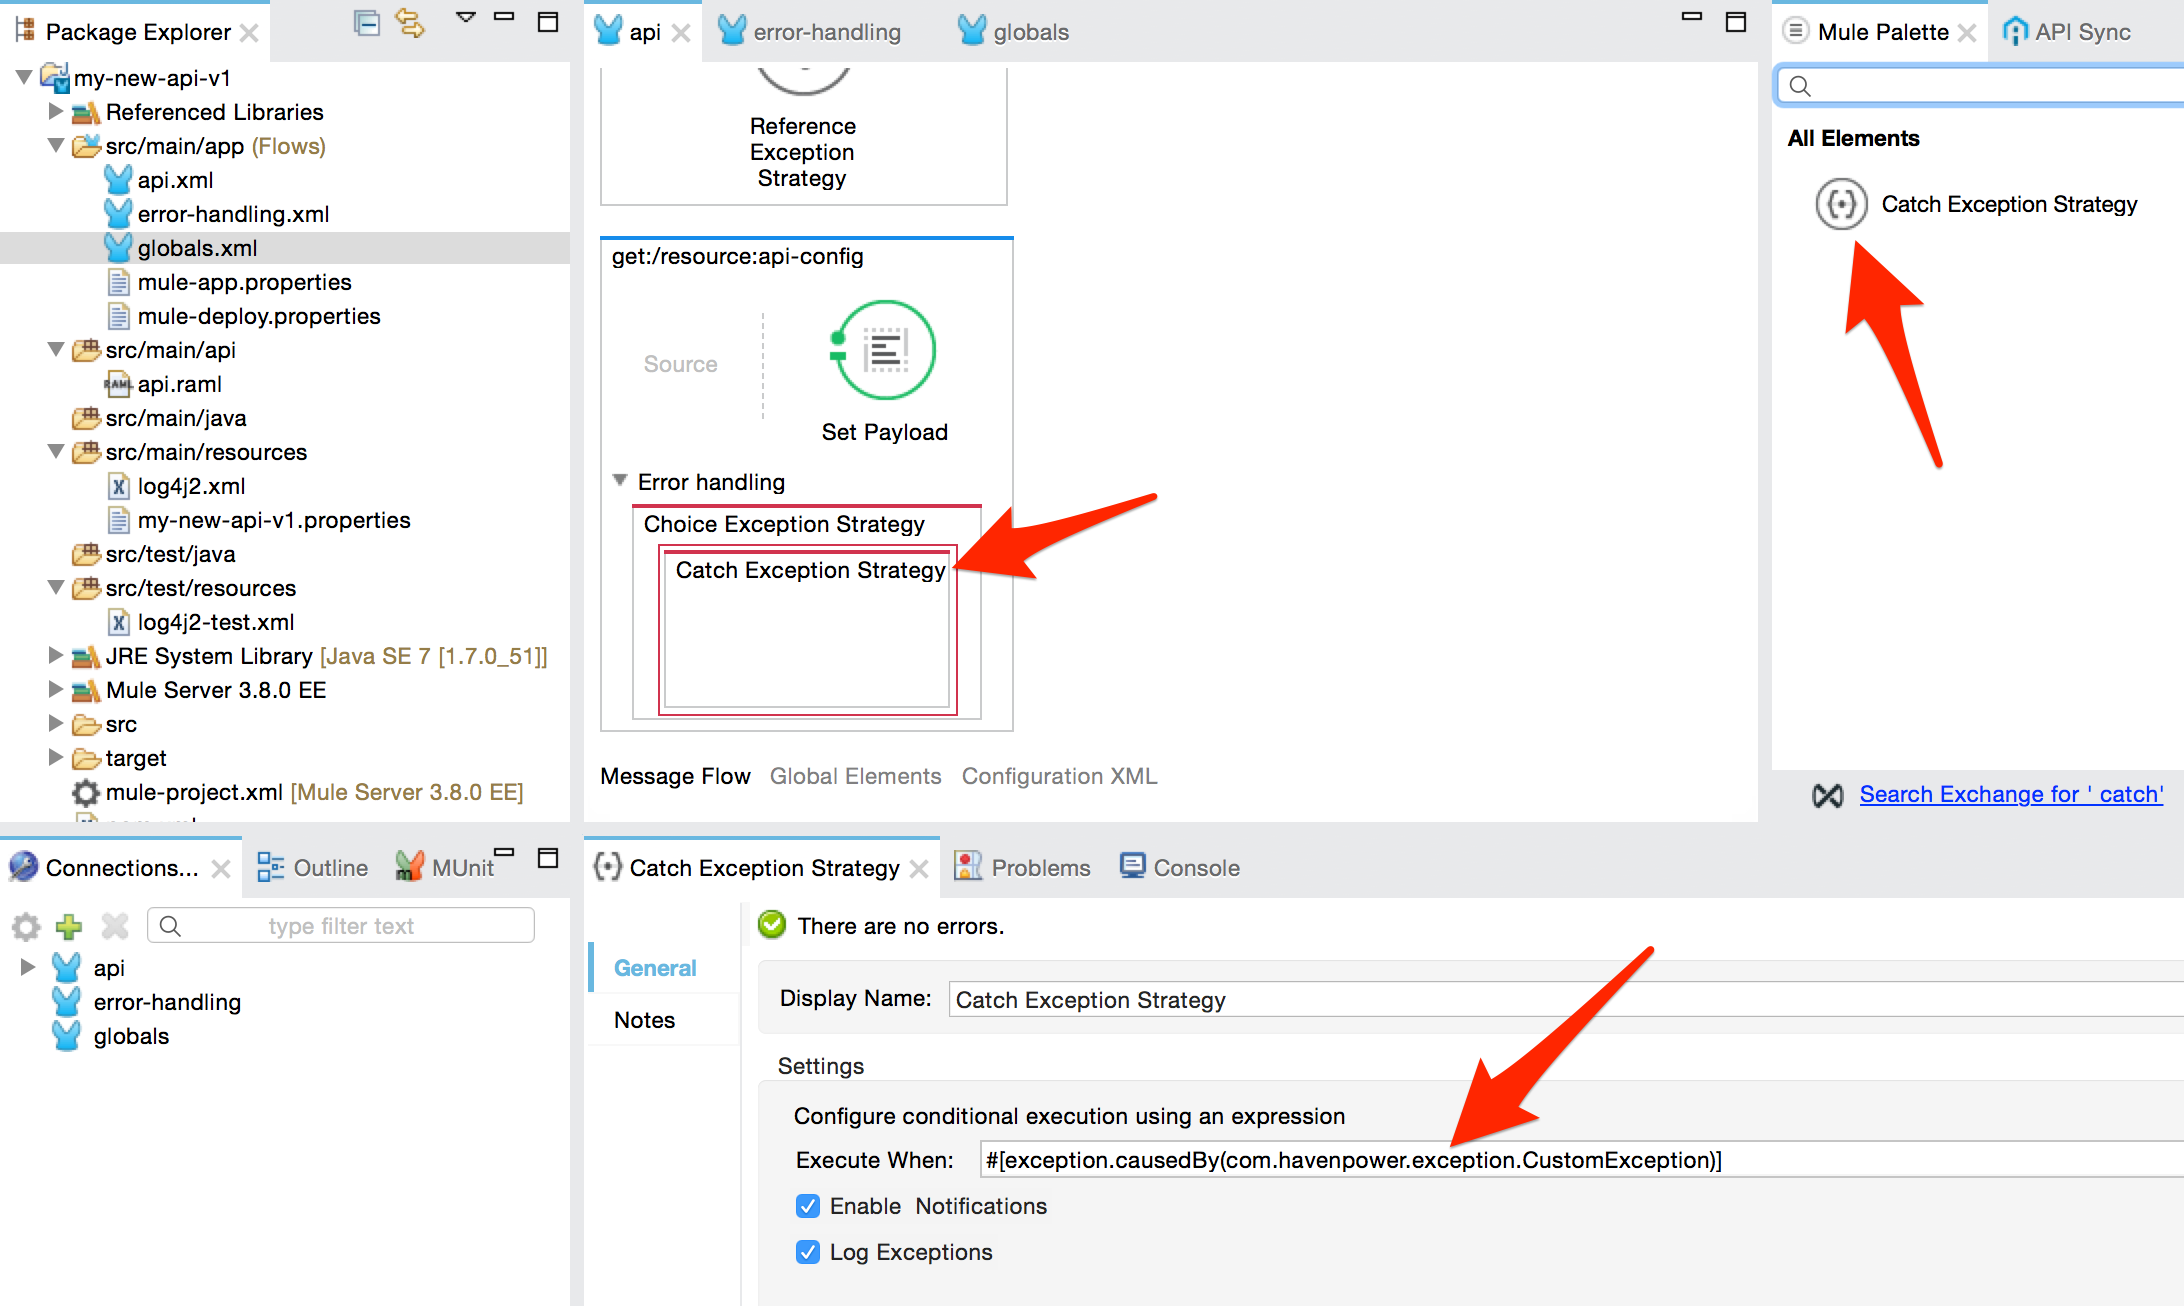 Package Explorer
my-new-api-v1
Referenced Libraries
src/main/app (Flows)
api.xml
error-handling.xml
globals.xml
mule-app.properties
mule-deploy.properties
src/main/api
RAML api.raml
src/main/java
src/main/resources
X log4j2.xml
my-new-api-v1.properties
src/test/java
src/test/resources
X log4j2-test.xml
JRE System Library [Java SE 7 [1.7.0_51]]
Mule Server 3.8.0 EE
src
target
mule-project.xml [Mule Server 3.8.0 EE]
api
error-handling
globals
Reference
Exception
Strategy
get:/resource:api-config
Source
Set Payload
Error handling
Choice Exception Strategy
Catch Exception Strategy
Message Flow
Global Elements
Configuration XML
Mule Palette
API Sync
All Elements
Catch Exception Strategy
Search Exchange for ' catch'
Connections...
Outline
MUnit
type filter text
api
error-handling
globals
Catch Exception Strategy
Problems
Console
There are no errors.
General
Notes
Display Name: Catch Exception Strategy
Settings
Configure conditional execution using an expression
Execute When: #[exception.causedBy(com.havenpower.exception.CustomException)]
Enable Notifications
Log Exceptions